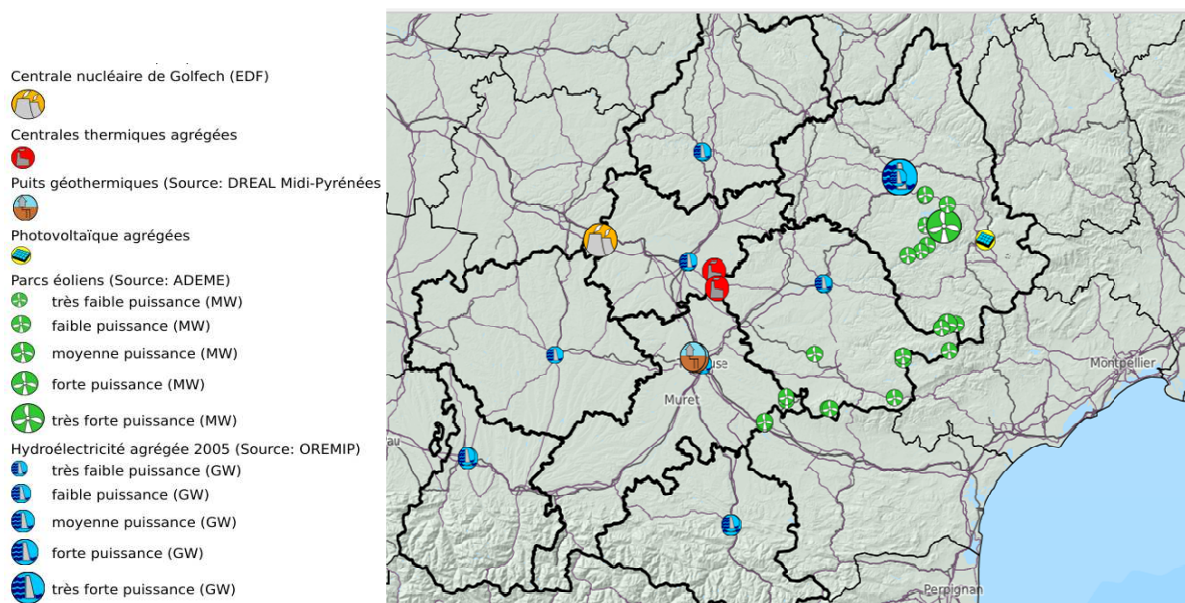 Centrale nucléaire de Golfech (EDF)
Centrales thermiques agrégées
Puits géothermiques (Source: DREAL Midi-Pyrénées
Photovoltaïque agrégées
Parcs éoliens (Source: ADEME)
très faible puissance (MW)
faible puissance (MW)
moyenne puissance (MW)
forte puissance (MW)
très forte puissance (MW)
Hydroélectricité agrégée 2005 (Source: OREMIP)
très faible puissance (GW)
faible puissance (GW)
moyenne puissance (GW)
forte puissance (GW)
très forte puissance (GW)
use
Montpellier
Muret
au
Perpignan